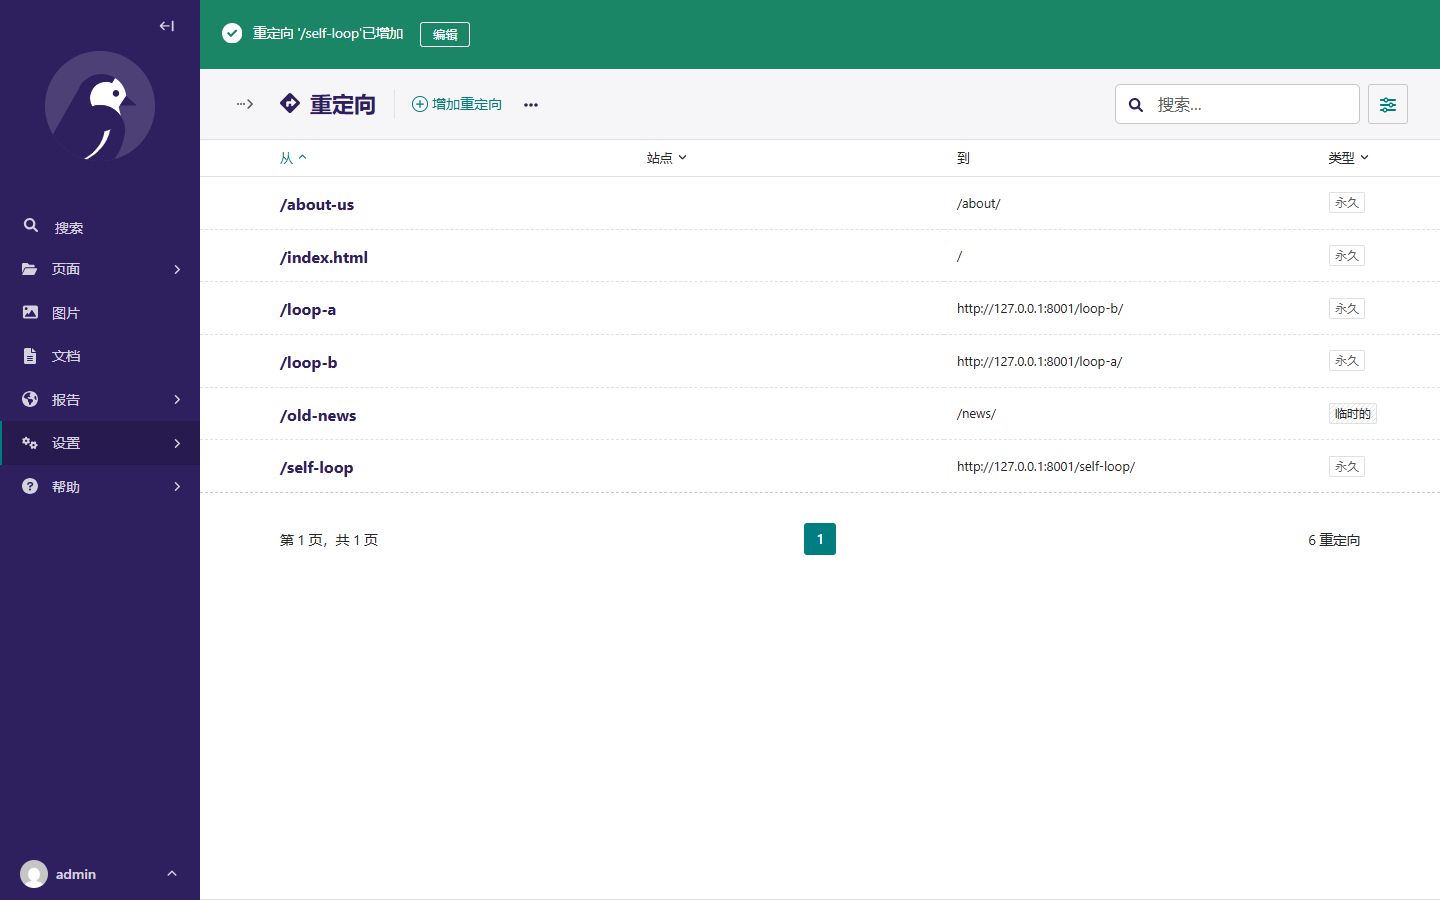 重定向 '/self-loop'已增加 编辑
重定向 增加重定向 搜索...
从 站点 到 类型
/about-us /about/ 永久
/index.html / 永久
/loop-a http://127.0.0.1:8001/loop-b/ 永久
/loop-b http://127.0.0.1:8001/loop-a/ 永久
/old-news /news/ 临时的
/self-loop http://127.0.0.1:8001/self-loop/ 永久
第 1 页，共 1 页 1 6 重定向
搜索
页面
图片
文档
报告
设置
帮助
admin